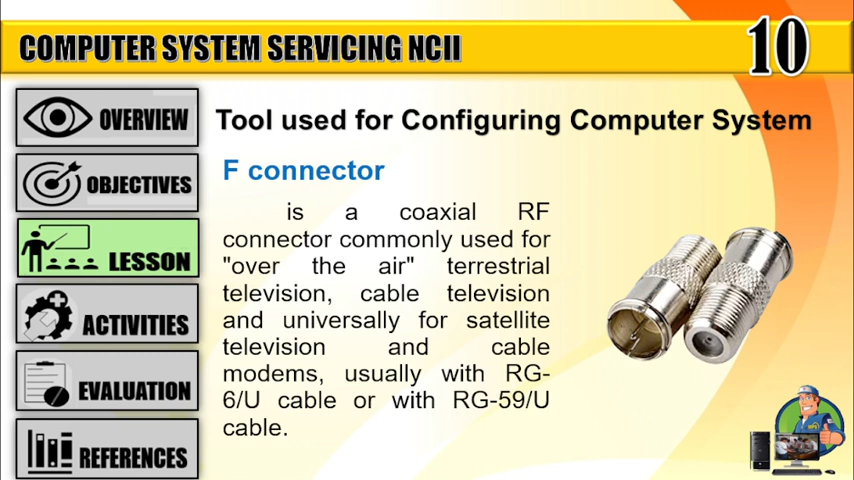 COMPUTER SYSTEM SERVICING NCII
10
OVERVIEW
OBJECTIVES
LESSON
ACTIVITIES
EVALUATION
REFERENCES
Tool used for Configuring Computer System
F connector
is a coaxial RF
connector commonly used for
"over the air" terrestrial
television, cable television
and universally for satellite
television and cable
modems, usually with RG-
6/U cable or with RG-59/U
cable.